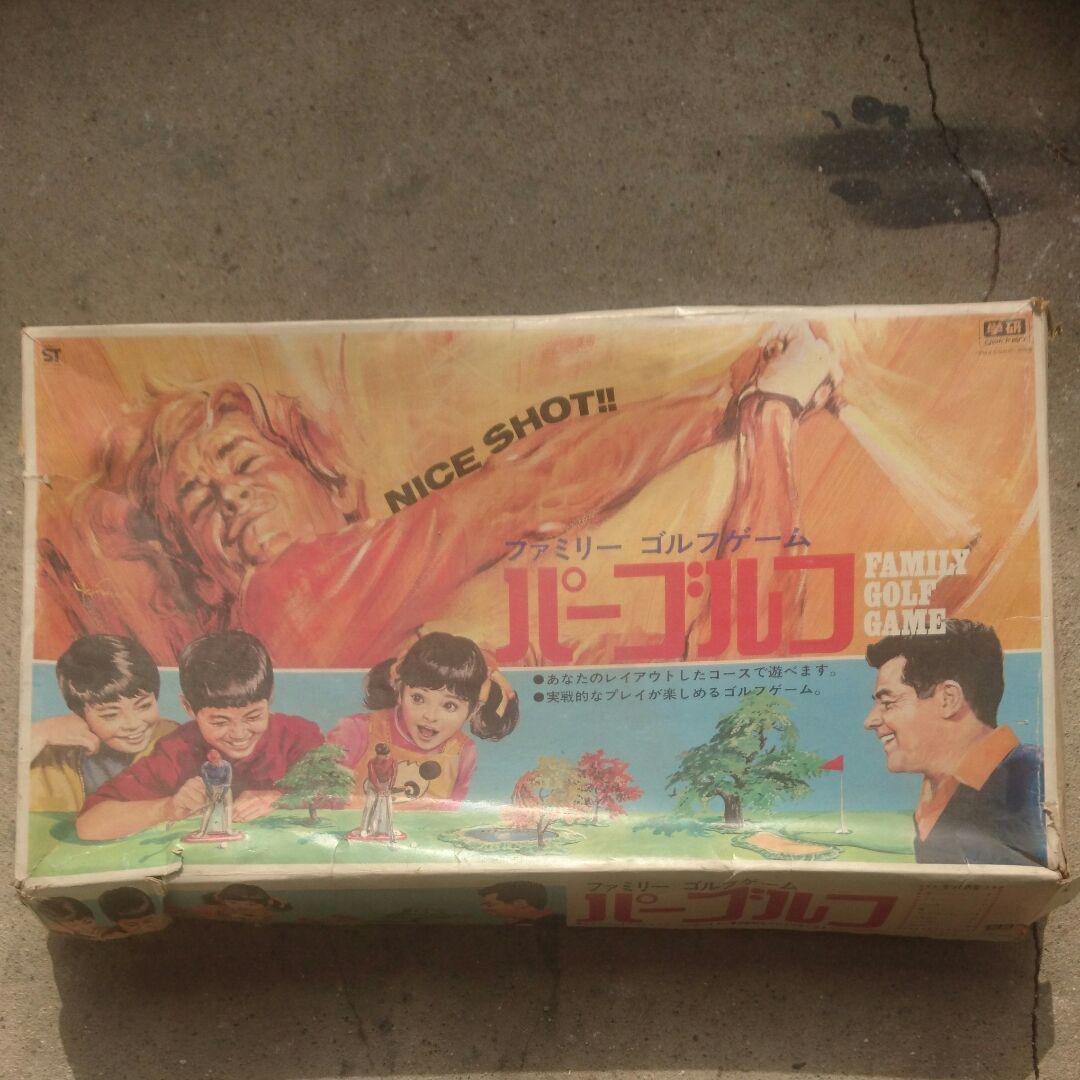 ST
学研
NICE SHOT!!
ファミリー ゴルフゲーム
パーゴルフ
FAMILY
GOLF
GAME
●あなたのレイアウトしたコースで遊べます。
●実戦的なプレイが楽しめるゴルフゲーム。
ファミリー ゴルフゲーム
パーゴルフ